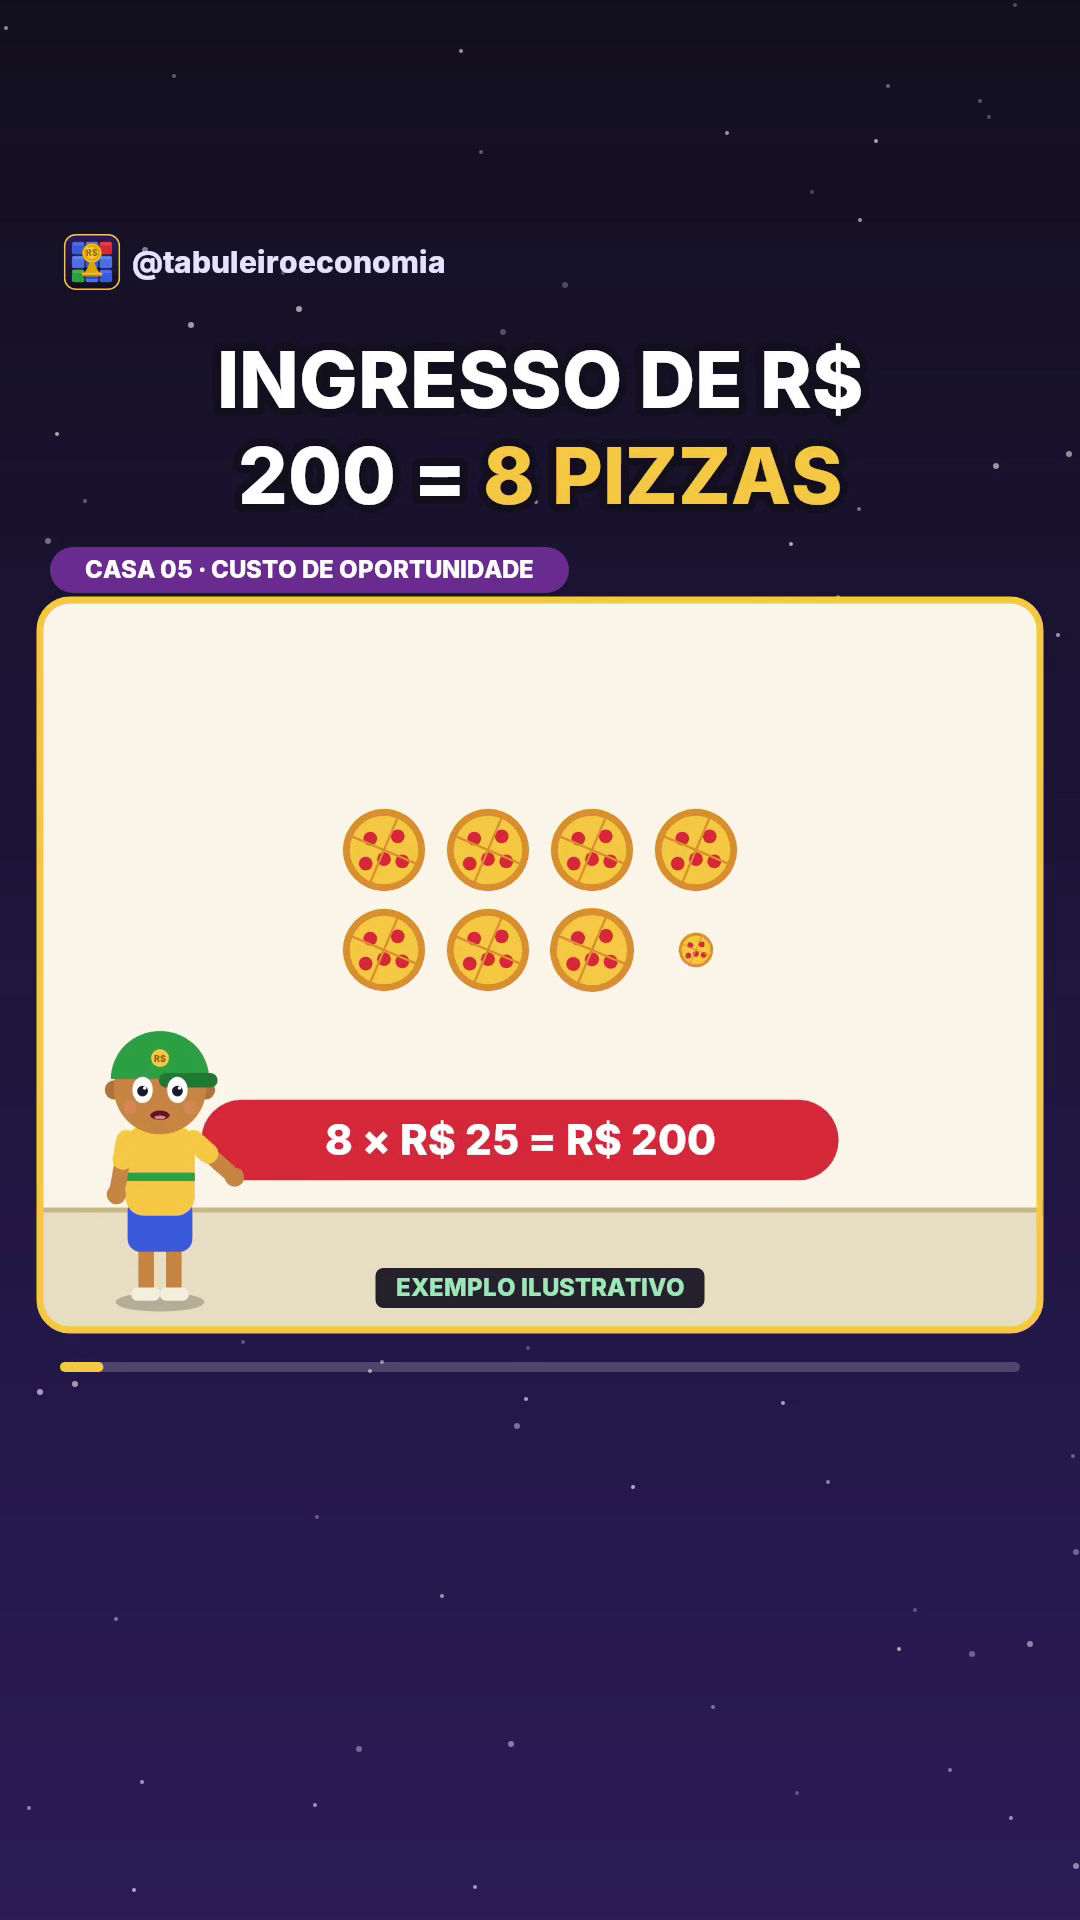 R$
@tabuleiroeconomia
INGRESSO DE R$
200 = 8 PIZZAS
CASA 05 · CUSTO DE OPORTUNIDADE
R$
8 × R$ 25 = R$ 200
EXEMPLO ILUSTRATIVO